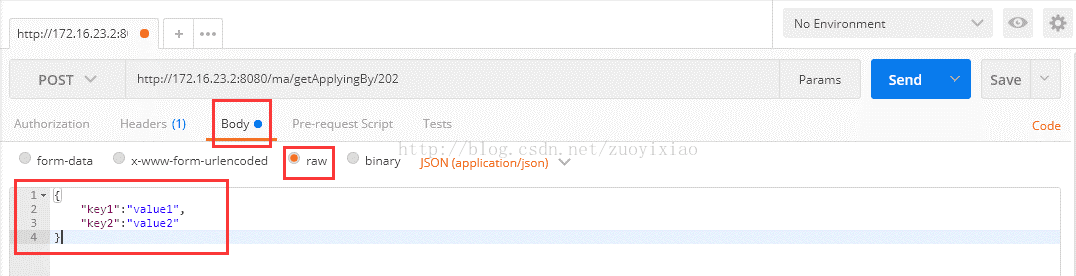 http://172.16.23.2:8 + ••• No Environment
POST http://172.16.23.2:8080/ma/getApplyingBy/202 Params Send Save
Authorization Headers (1) Body Pre-request Script Tests Code
http://blog.csdn.net/zuoyixiao
form-data x-www-form-urlencoded raw binary JSON (application/json)
1 {
2 "key1":"value1",
3 "key2":"value2"
4 }